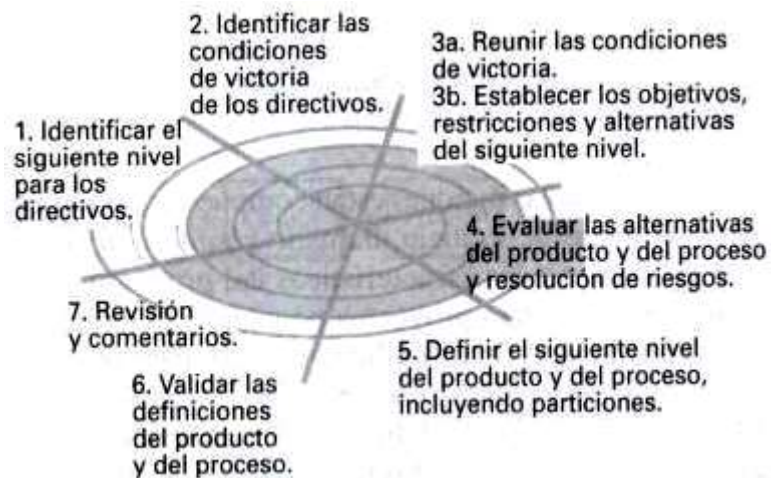 1. Identificar el
siguiente nivel
para los
directivos.
2. Identificar las
condiciones
de victoria
de los directivos.
3a. Reunir las condiciones
de victoria.
3b. Establecer los objetivos,
restricciones y alternativas
del siguiente nivel.
4. Evaluar las alternativas
del producto y del proceso
y resolución de riesgos.
5. Definir el siguiente nivel
del producto y del proceso,
incluyendo particiones.
6. Validar las
definiciones
del producto
y del proceso.
7. Revisión
y comentarios.